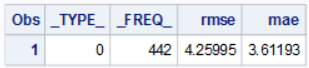 Obs _TYPE_ _FREQ_ rmse mae
1 0 442 4.25995 3.61193